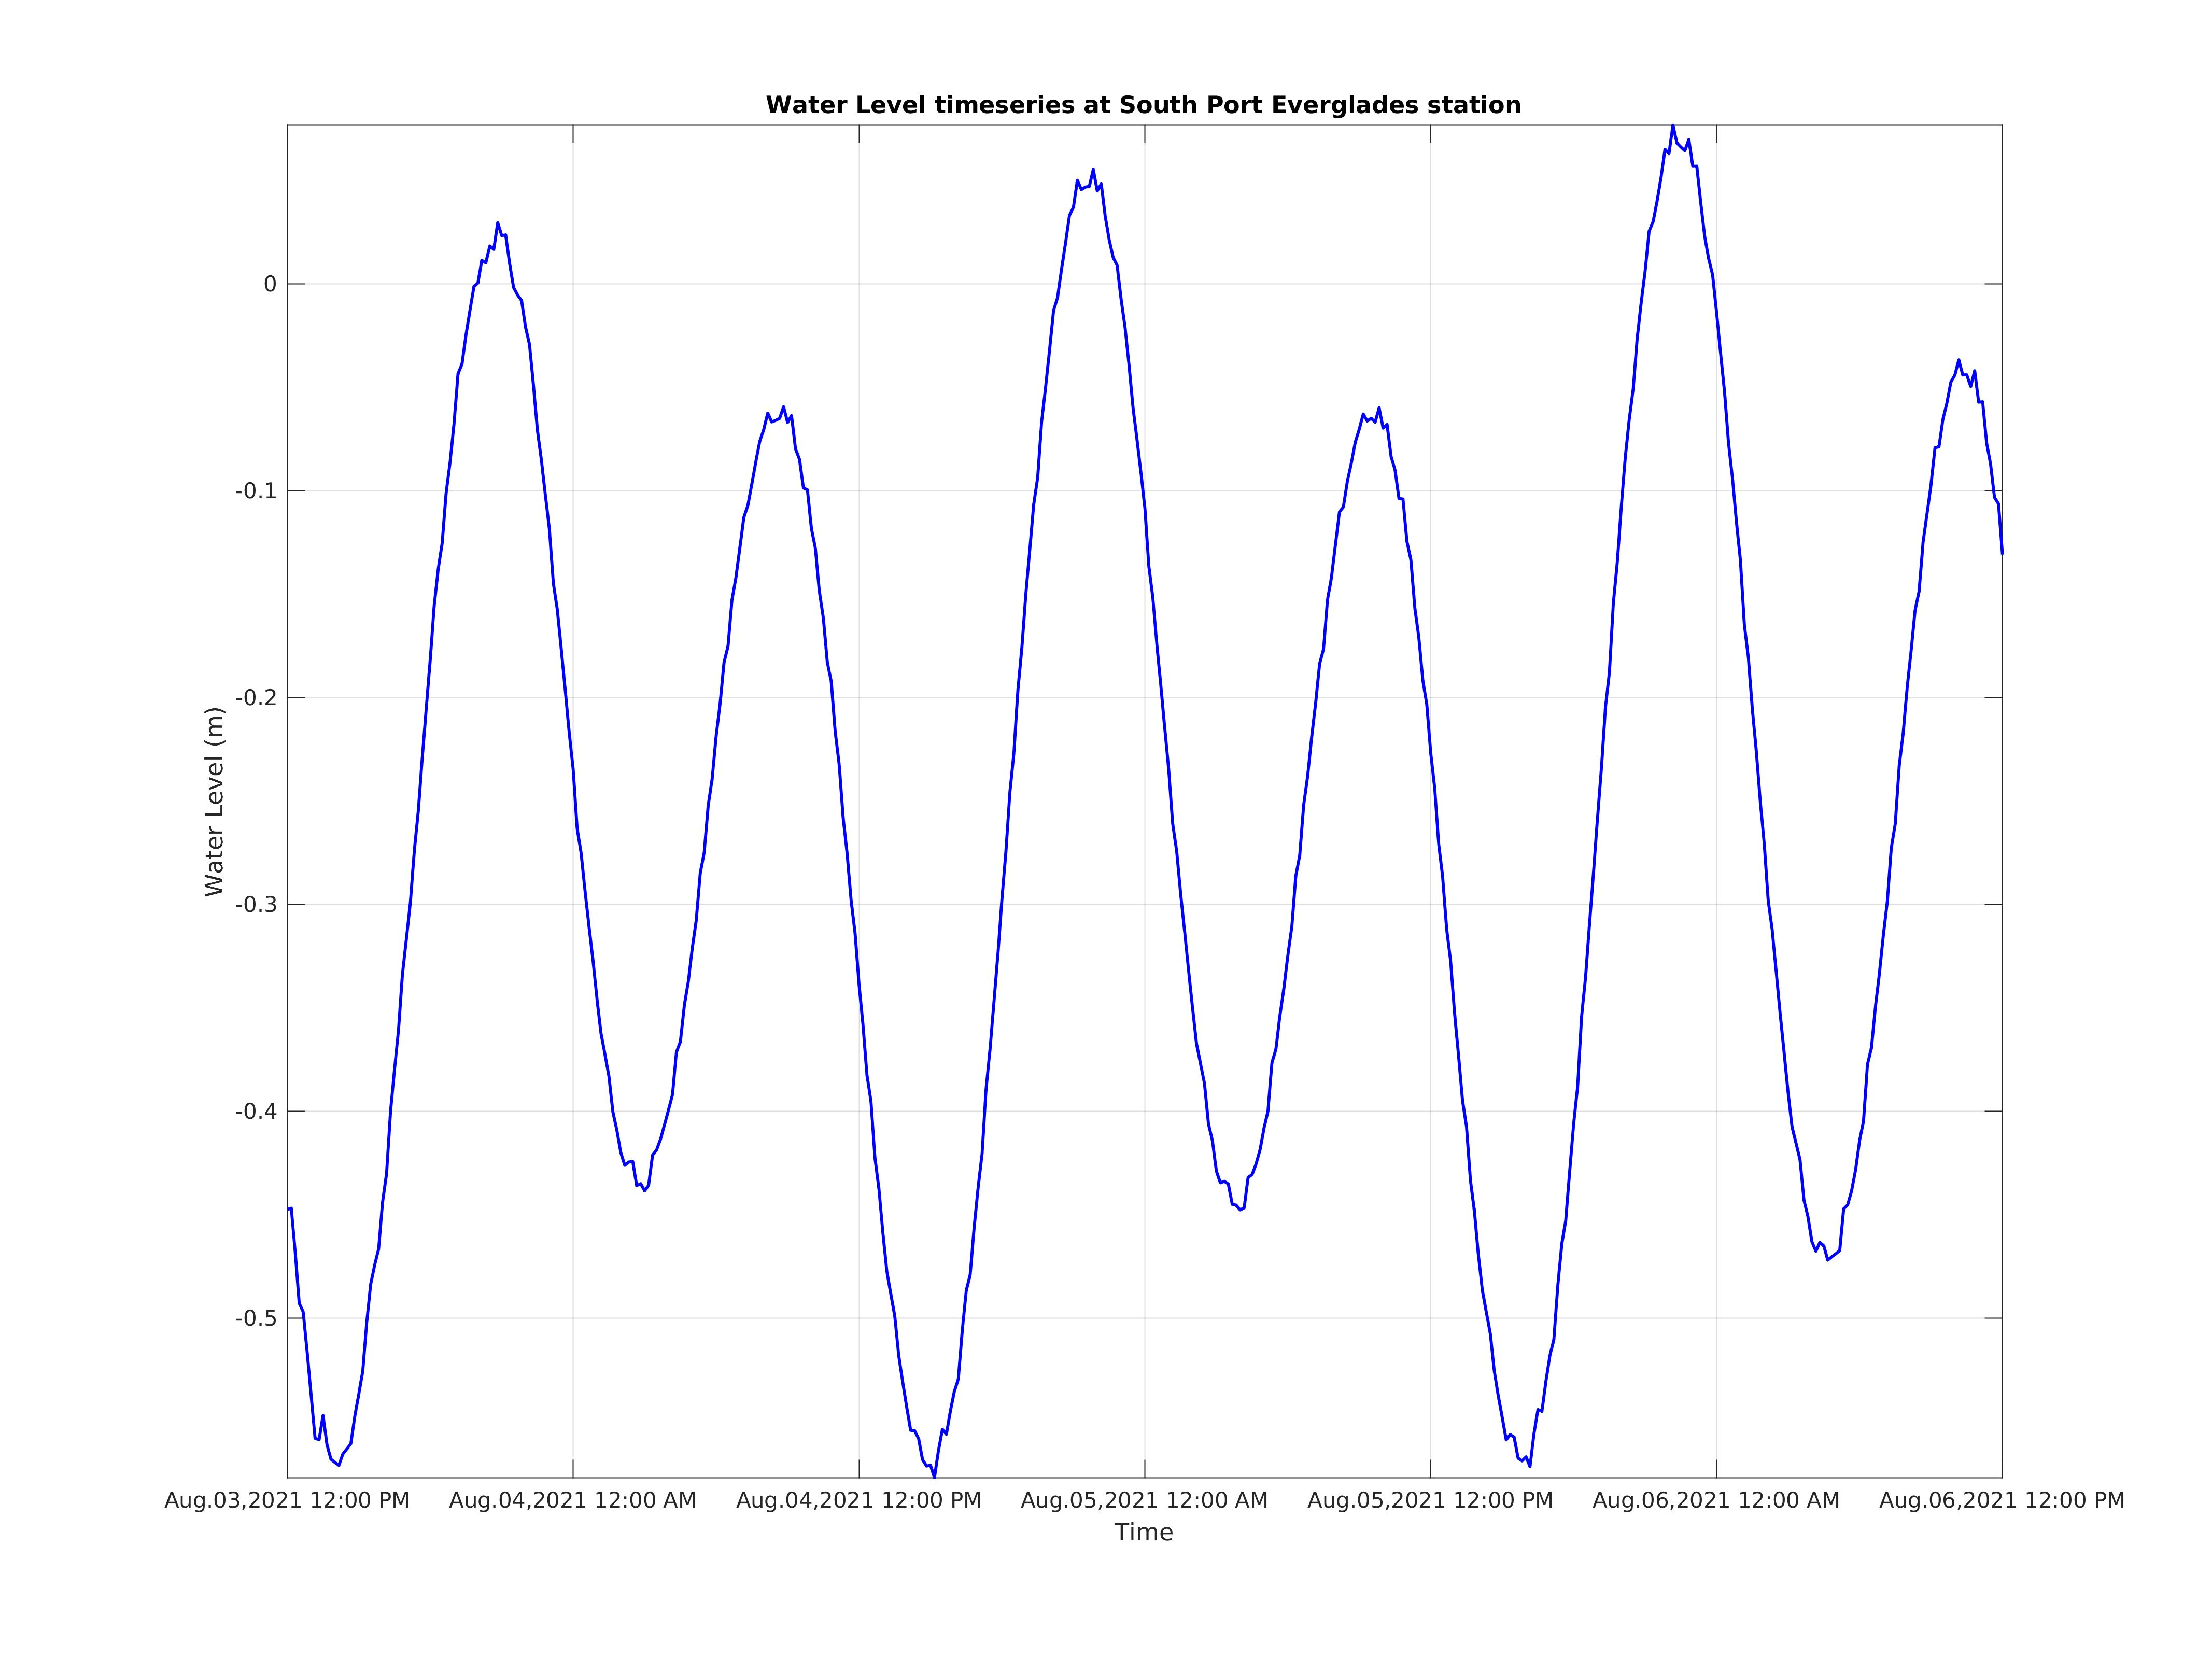 Water Level timeseries at South Port Everglades station
0
-0.1
-0.2
-0.3
-0.4
-0.5
Water Level (m)
Aug.03,2021 12:00 PM
Aug.04,2021 12:00 AM
Aug.04,2021 12:00 PM
Aug.05,2021 12:00 AM
Aug.05,2021 12:00 PM
Aug.06,2021 12:00 AM
Aug.06,2021 12:00 PM
Time